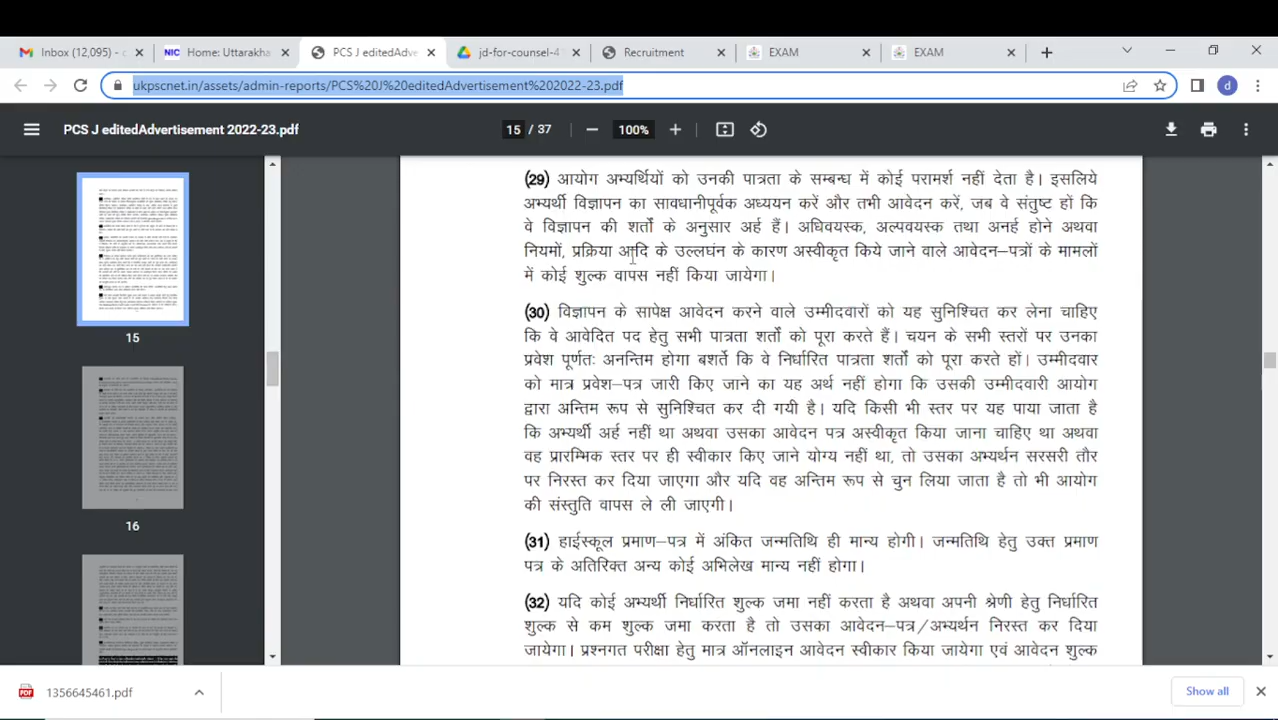 Inbox (12,095) - c
Home: Uttarakha
PCS J editedAdve
jd-for-counsel-4
Recruitment
EXAM
EXAM
ukpscnet.in/assets/admin-reports/PCS%20J%20editedAdvertisement%202022-23.pdf
d
PCS J editedAdvertisement 2022-23.pdf
15 / 37
100%
(29) आयोग अभ्यर्थियों को उनकी पात्रता के सम्बन्ध में कोई परामर्श नहीं देता है। इसलिये
अभ्यर्थी विज्ञापन का सावधानीपूर्वक अध्ययन करें और तभी आवेदन करें, जब वे संतुष्ट हों कि
वे विज्ञापन की शर्तों के अनुसार अर्ह हैं। अधिवयस्क, अल्पवयस्क तथा अनर्ह होने अथवा
नियमों, प्रक्रिया आदि के उल्लंघन के कारण अस्वीकृत किये जाने वाले आवेदन–पत्रों के मामलों
में कोई शुल्क वापस नहीं किया जायेगा।
(30) विज्ञापन के सापेक्ष आवेदन करने वाले उम्मीदवारों को यह सुनिश्चित कर लेना चाहिए
कि वे आवेदित पद हेतु सभी पात्रता शर्तों को पूरा करते हैं। चयन के सभी स्तरों पर उनका
प्रवेश पूर्णतः अनन्तिम होगा बशर्ते कि वे निर्धारित पात्रता शर्तों को पूरा करते हों। उम्मीदवार
को मात्र प्रवेश–पत्र जारी किए जाने का यह अर्थ नहीं होगा कि उसकी उम्मीदवारी आयोग
द्वारा अन्तिम रूप से सुनिश्चित कर दी गयी है। यदि किसी भी स्तर पर यह पाया जाता है
कि अभ्यर्थी अर्ह नहीं था अथवा उसका आवेदन–पत्र अस्वीकृत किया जाना चाहिए था अथवा
वह प्रारम्भिक स्तर पर ही स्वीकार किए जाने योग्य नहीं था, तो उसका अभ्यर्थन सरसरी तौर
पर निरस्त कर दिया जाएगा और यदि वह अन्तिम रूप से चुन लिया जाता है तो भी आयोग
की संस्तुति वापस ले ली जाएगी।
(31) हाईस्कूल प्रमाण–पत्र में अंकित जन्मतिथि ही मान्य होगी। जन्मतिथि हेतु उक्त प्रमाण
पत्र के अतिरिक्त अन्य कोई अभिलेख मान्य नहीं होगा।
(32) यदि कोई अभ्यर्थी निर्धारित शुल्क जमा नहीं करता है अथवा अपनी श्रेणी हेतु निर्धारित
शुल्क से कम शुल्क जमा करता है तो उसका आवेदन–पत्र/अभ्यर्थन निरस्त कर दिया
जायेगा। प्रश्नगत परीक्षा हेतु मात्र ऑनलाइन आवेदन स्वीकार किया जायेगा एवं आवेदन शुल्क
15
16
1356645461.pdf
Show all